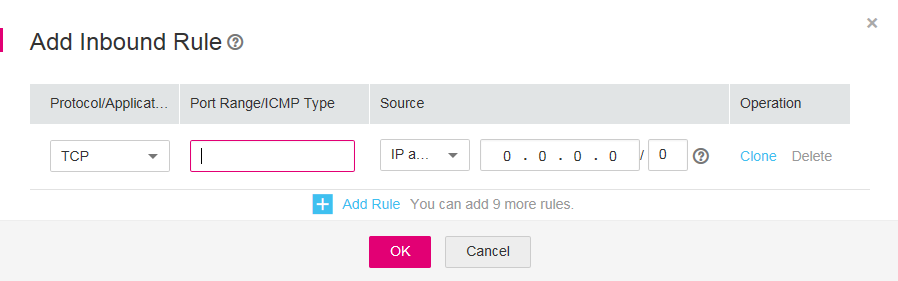 ×
Add Inbound Rule ?
Protocol/Applicat... Port Range/ICMP Type Source Operation
TCP IP a... 0 . 0 . 0 . 0 / 0 ? Clone Delete
+ Add Rule You can add 9 more rules.
OK Cancel